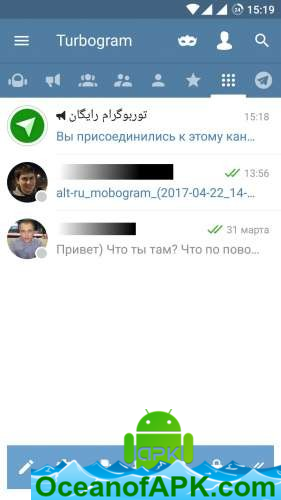 15:19
Turbogram
توربوگرام رایگان 15:18
Вы присоединились к этому кан...
13:56
alt-ru_mobogram_(2017-04-22_14-...
31 марта
Привет) Что ты там? Что по пово...
APK
OceanofAPK.com